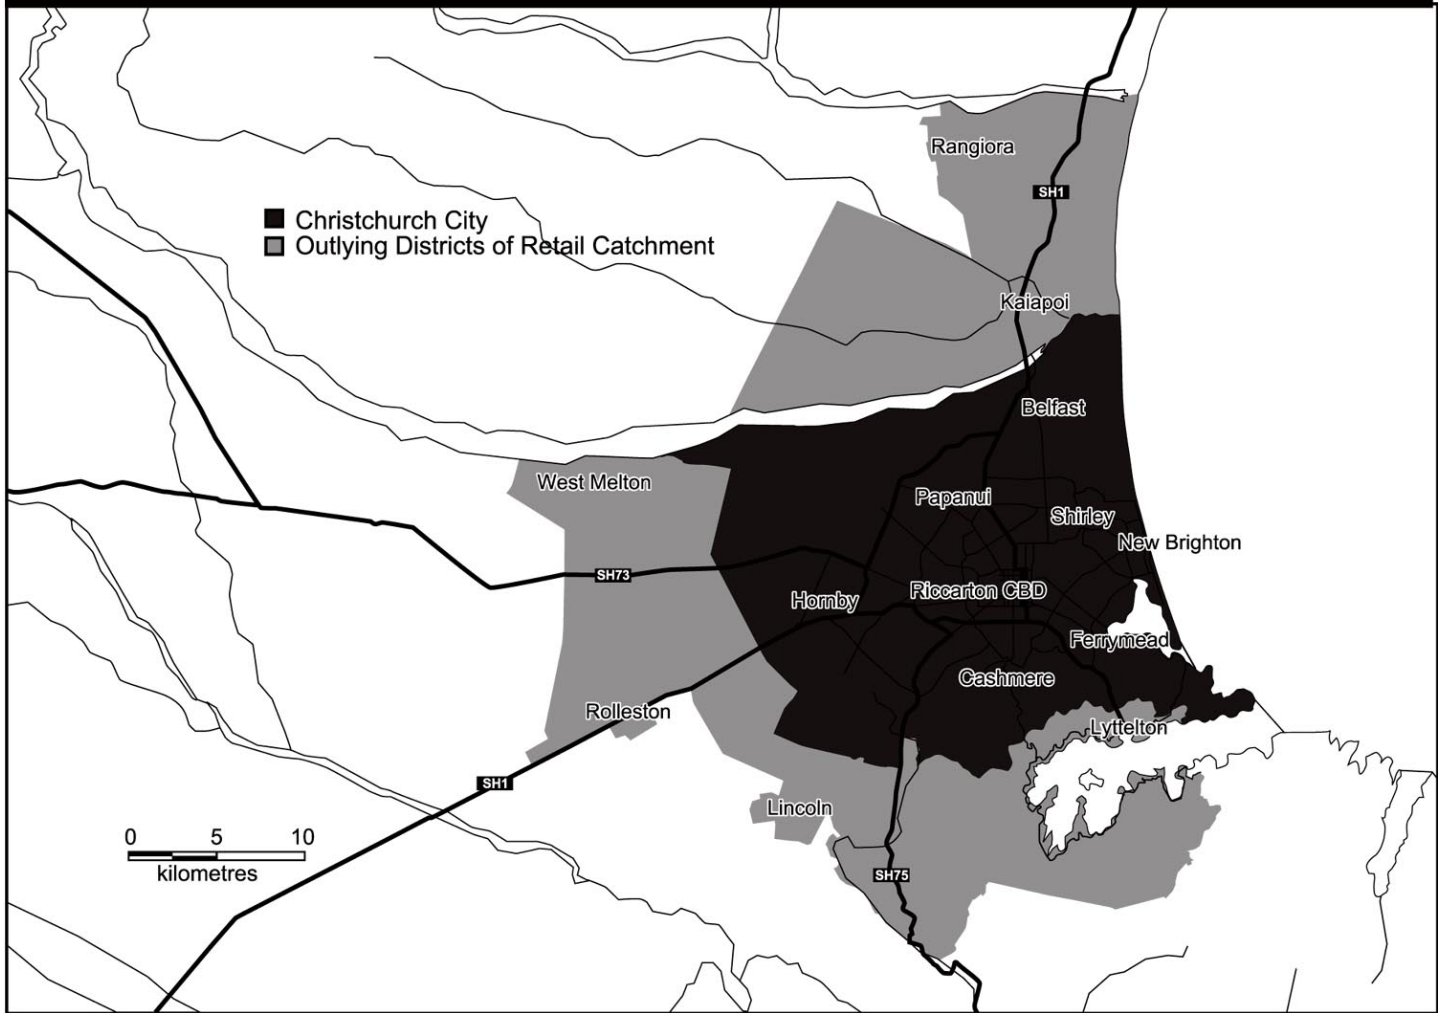 Rangiora
SH1
Christchurch City
Outlying Districts of Retail Catchment
Kaiapoi
Belfast
West Melton
Papanui
Shirley
New Brighton
SH73
Hornby
Riccarton CBD
Ferrymead
Cashmere
Rolleston
Lyttelton
SH1
Lincoln
0 5 10
kilometres
SH75